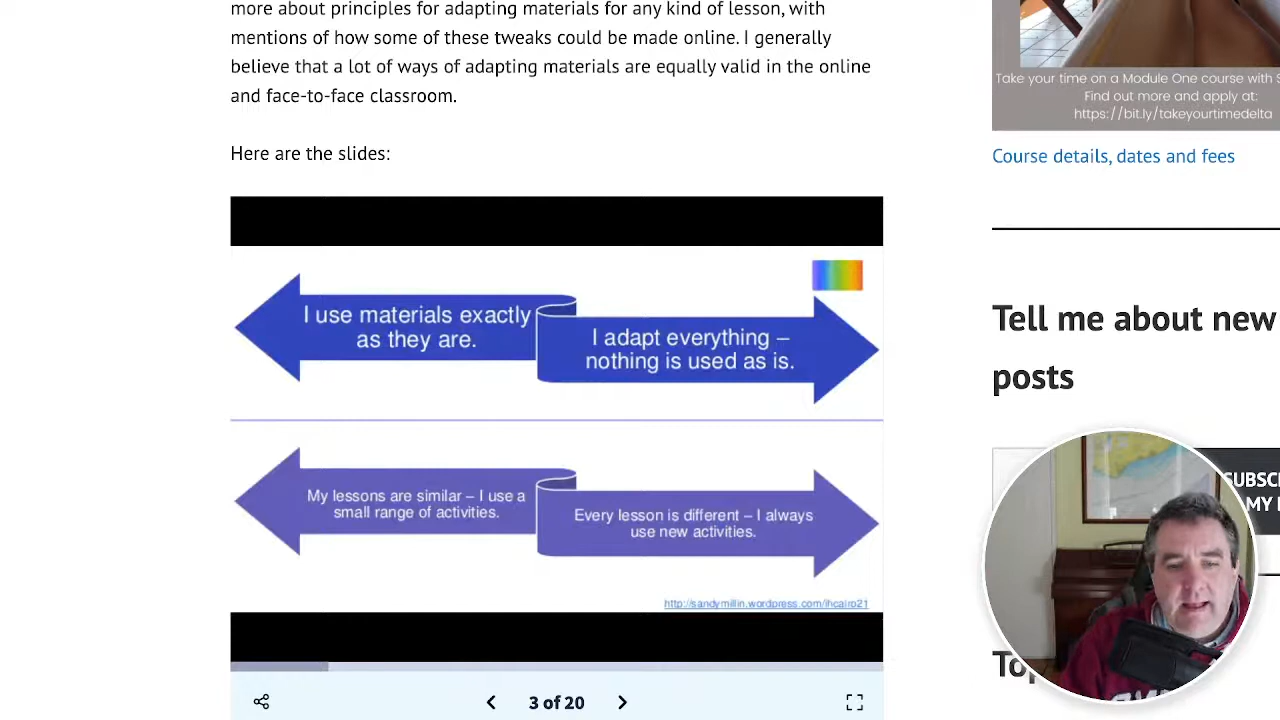 more about principles for adapting materials for any kind of lesson, with
mentions of how some of these tweaks could be made online. I generally
believe that a lot of ways of adapting materials are equally valid in the online
and face-to-face classroom.
Here are the slides:
I use materials exactly
as they are.
I adapt everything –
nothing is used as is.
My lessons are similar – I use a
small range of activities.
Every lesson is different – I always
use new activities.
http://sandymillin.wordpress.com/ihcairo21
3 of 20
Take your time on a Module One course with S
Find out more and apply at:
https://bit.ly/takeyourtimedelta
Course details, dates and fees
Tell me about new
posts
SUBSC
MY
To